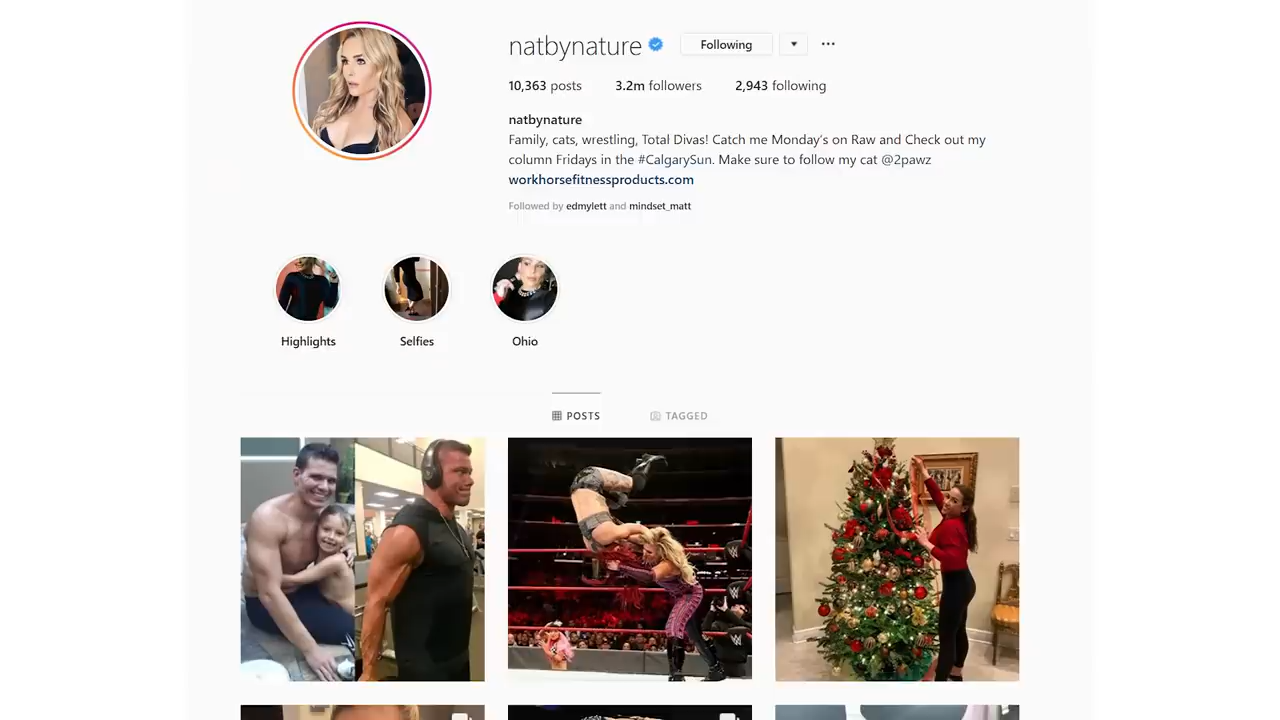 natbynature
Following
10,363 posts 3.2m followers 2,943 following
natbynature
Family, cats, wrestling, Total Divas! Catch me Monday's on Raw and Check out my
column Fridays in the #CalgarySun. Make sure to follow my cat @2pawz
workhorsefitnessproducts.com
Followed by edmylett and mindset_matt
Highlights Selfies Ohio
POSTS TAGGED